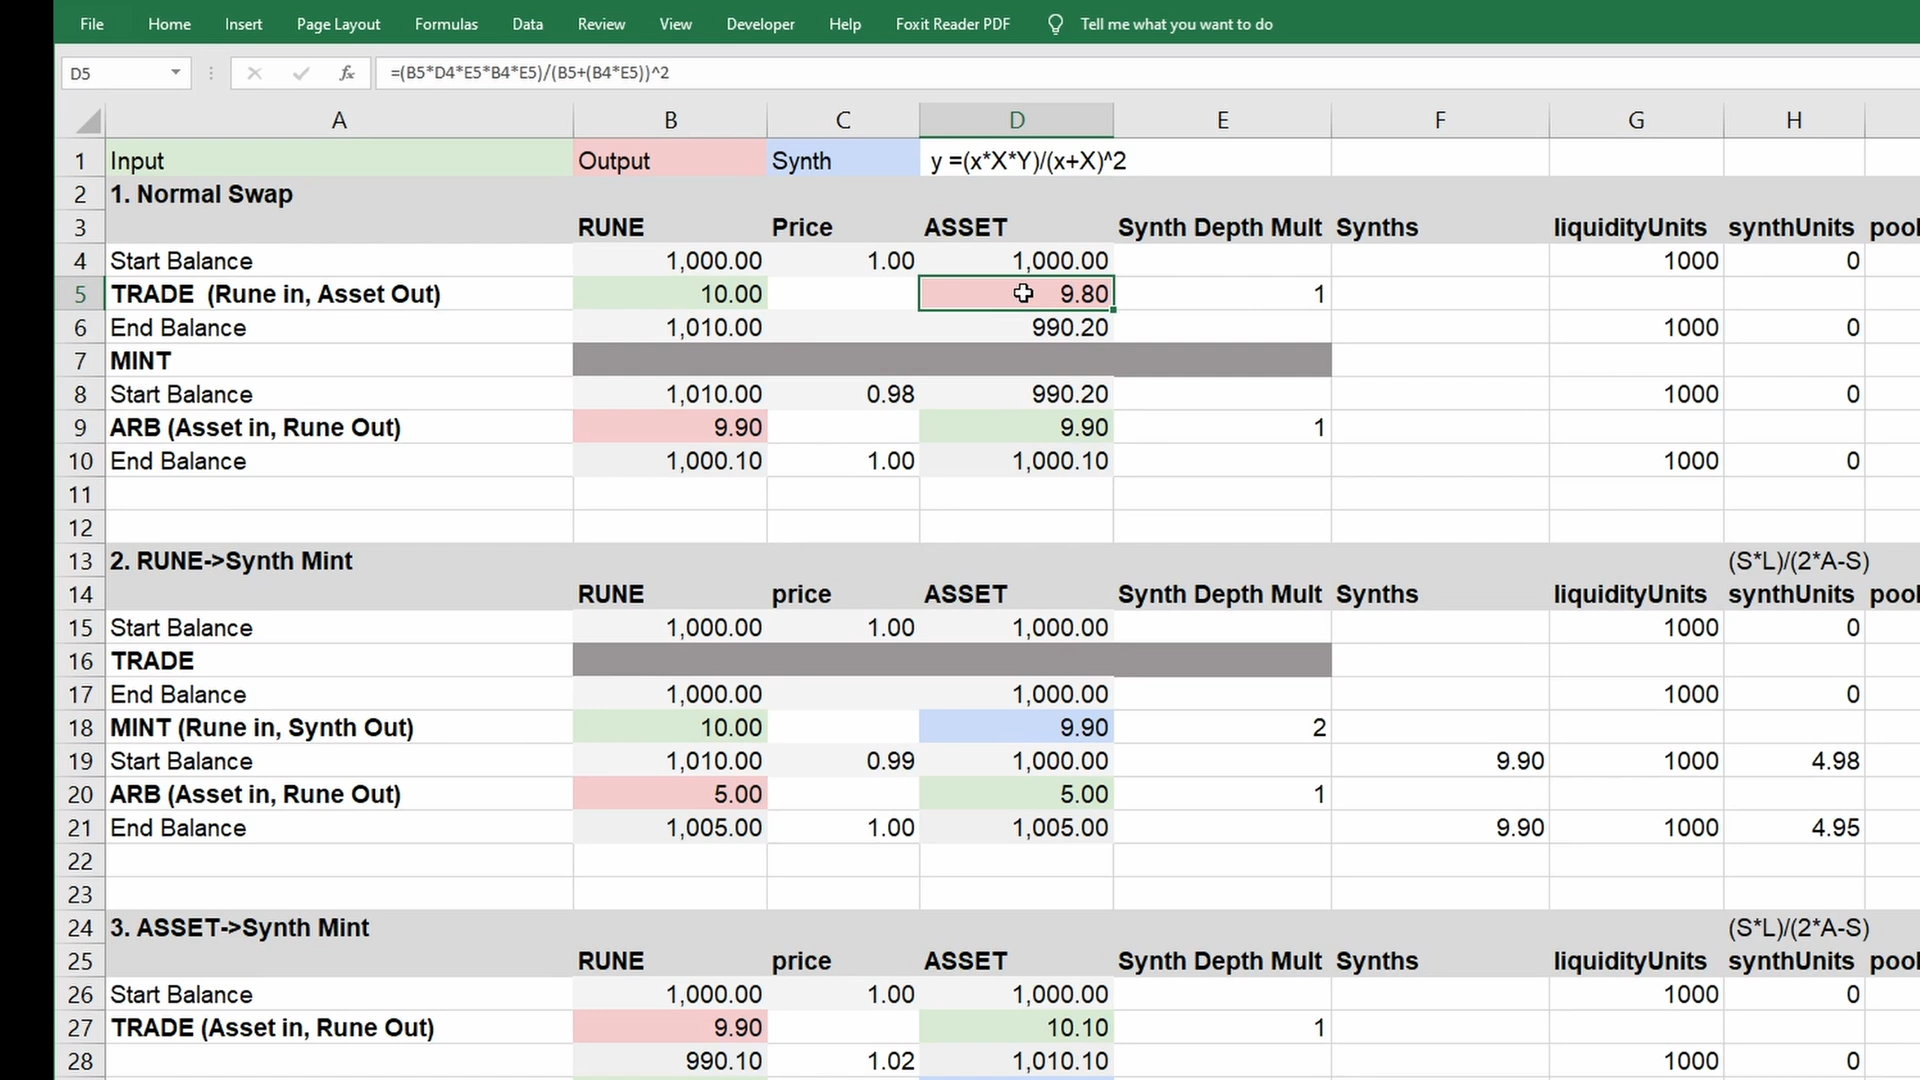 File Home Insert Page Layout Formulas Data Review View Developer Help Foxit Reader PDF Tell me what you want to do
D5 fx =(B5*D4*E5*B4*E5)/(B5+(B4*E5))^2
A B C D E F G H
1 Input Output Synth y =(x*X*Y)/(x+X)^2
2 1. Normal Swap
3 RUNE Price ASSET Synth Depth Mult Synths liquidityUnits synthUnits pool
4 Start Balance 1,000.00 1.00 1,000.00 1000 0
5 TRADE (Rune in, Asset Out) 10.00 9.80 1
6 End Balance 1,010.00 990.20 1000 0
7 MINT
8 Start Balance 1,010.00 0.98 990.20 1000 0
9 ARB (Asset in, Rune Out) 9.90 9.90 1
10 End Balance 1,000.10 1.00 1,000.10 1000 0
11
12
13 2. RUNE->Synth Mint (S*L)/(2*A-S)
14 RUNE price ASSET Synth Depth Mult Synths liquidityUnits synthUnits pool
15 Start Balance 1,000.00 1.00 1,000.00 1000 0
16 TRADE
17 End Balance 1,000.00 1,000.00 1000 0
18 MINT (Rune in, Synth Out) 10.00 9.90 2
19 Start Balance 1,010.00 0.99 1,000.00 9.90 1000 4.98
20 ARB (Asset in, Rune Out) 5.00 5.00 1
21 End Balance 1,005.00 1.00 1,005.00 9.90 1000 4.95
22
23
24 3. ASSET->Synth Mint (S*L)/(2*A-S)
25 RUNE price ASSET Synth Depth Mult Synths liquidityUnits synthUnits pool
26 Start Balance 1,000.00 1.00 1,000.00 1000 0
27 TRADE (Asset in, Rune Out) 9.90 10.10 1
28 990.10 1.02 1,010.10 1000 0